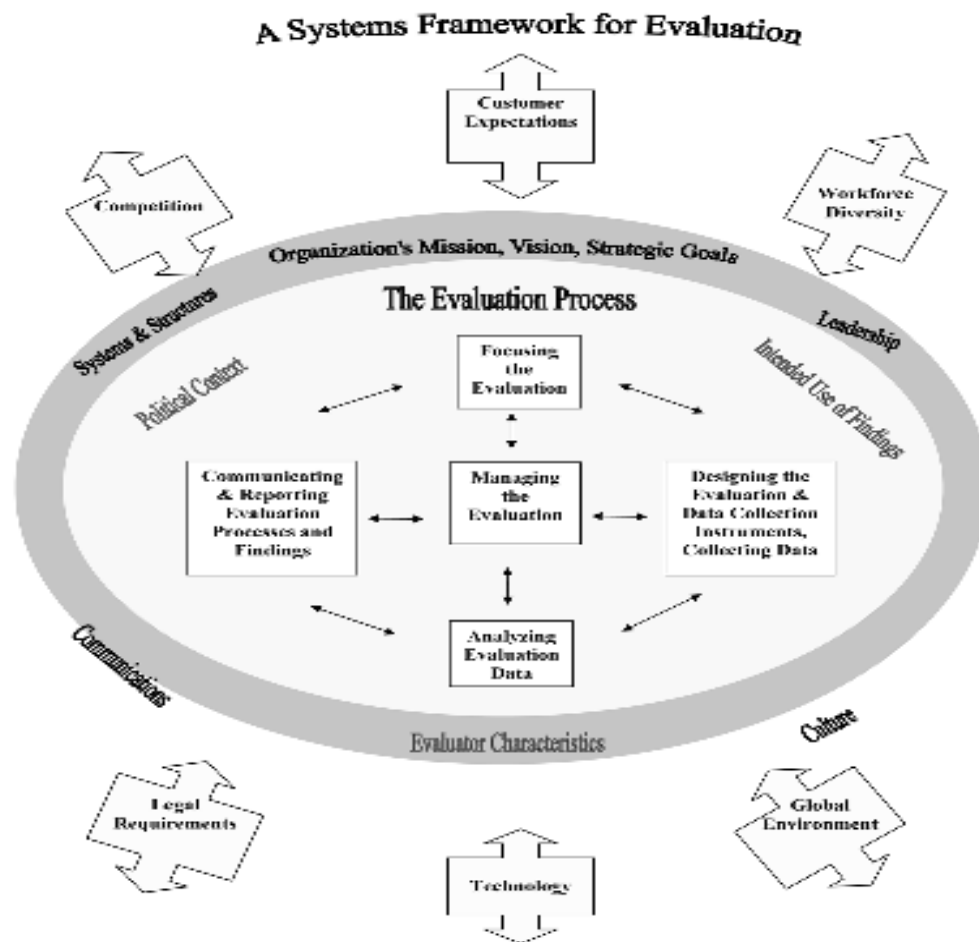 A Systems Framework for Evaluation
Customer
Expectations
Competition
Workforce
Diversity
Organization's Mission, Vision, Strategic Goals
The Evaluation Process
Systems & Structures
Leadership
Political Context
Intended Use of Findings
Focusing
the
Evaluation
Communicating
& Reporting
Evaluation
Processes and
Findings
Managing
the
Evaluation
Designing the
Evaluation &
Data Collection
Instruments,
Collecting Data
Analyzing
Evaluation
Data
Communications
Evaluator Characteristics
Culture
Legal
Requirements
Technology
Global
Environment